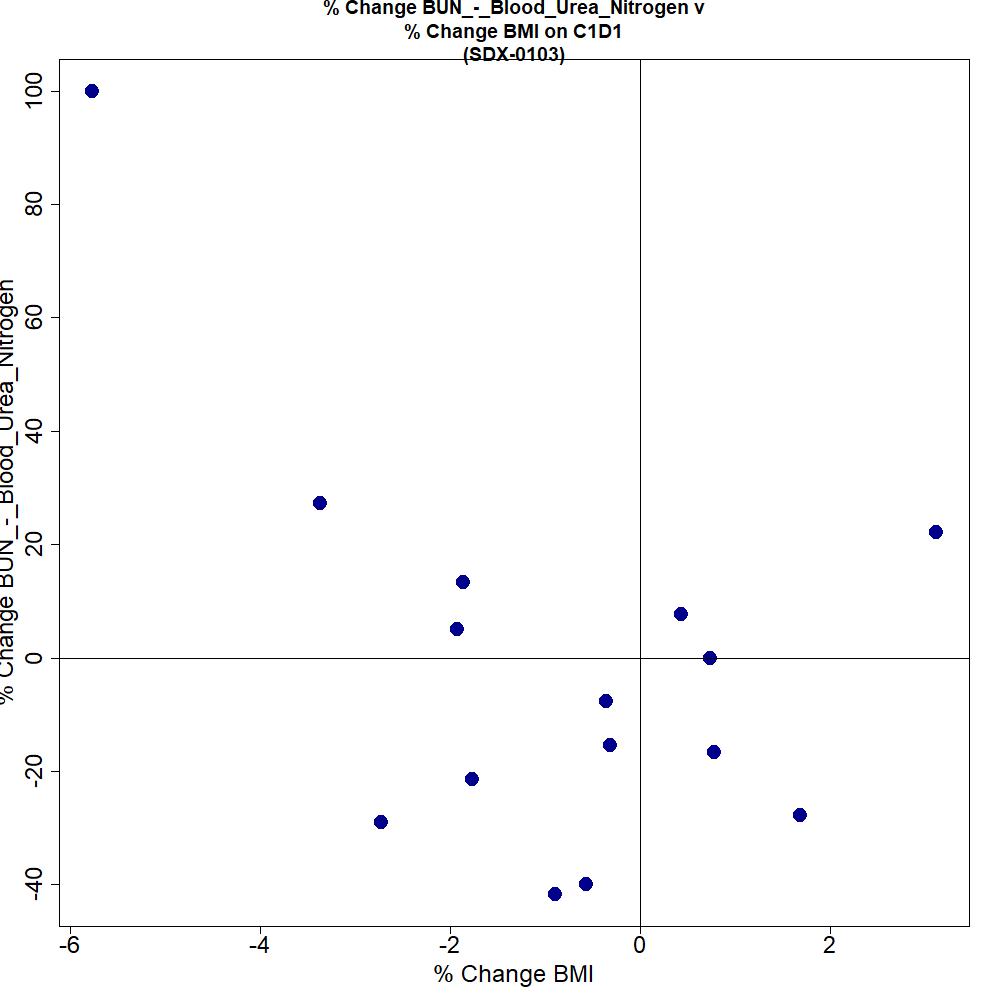 % Change BUN_-_Blood_Urea_Nitrogen v
% Change BMI on C1D1
(SDX-0103)
% Change BUN_-_Blood_Urea_Nitrogen
100
80
60
40
20
0
-20
-40
-6
-4
-2
0
2
% Change BMI